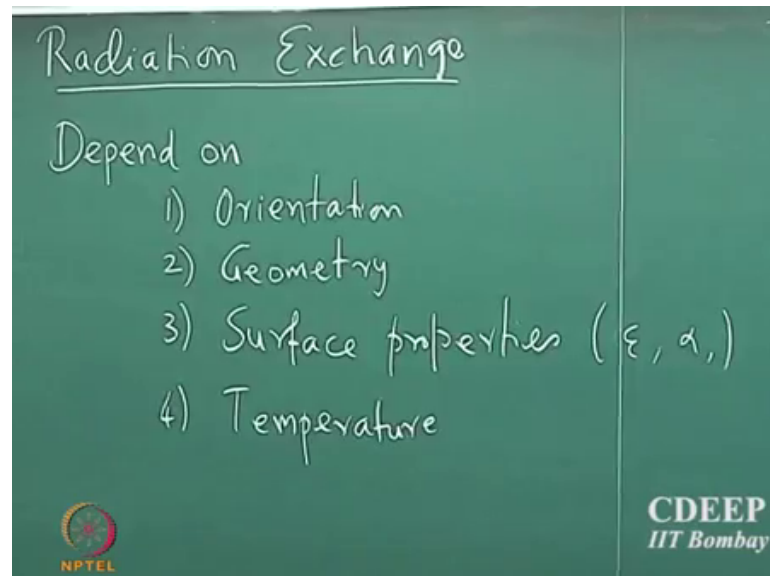 Radiation Exchange
Depend on
1) Orientation
2) Geometry
3) Surface properties (ε, α,)
4) Temperature
NPTEL
CDEEP
IIT Bombay